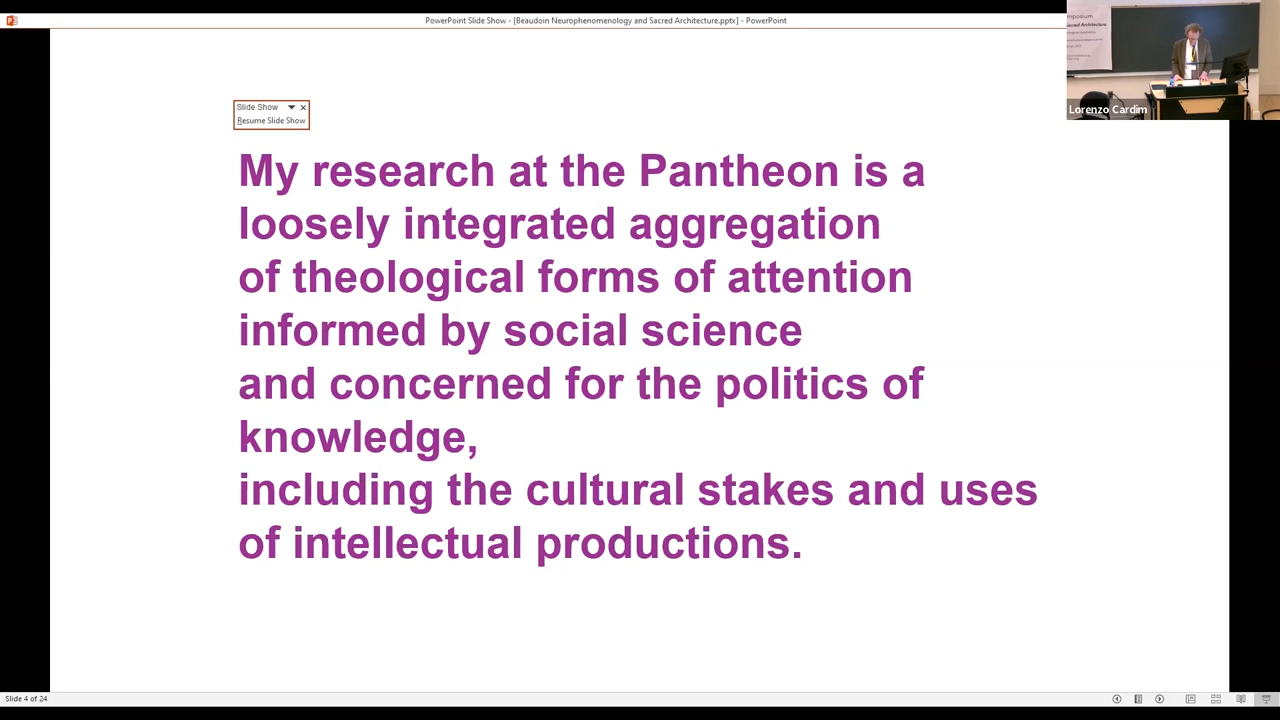 PowerPoint Slide Show - [Beaudoin Neurophenomenology and Sacred Architecture.pptx] - PowerPoint
Slide Show
Resume Slide Show
My research at the Pantheon is a
loosely integrated aggregation
of theological forms of attention
informed by social science
and concerned for the politics of
knowledge,
including the cultural stakes and uses
of intellectual productions.
Sacred Architecture
Lorenzo Cardim
Slide 4 of 24